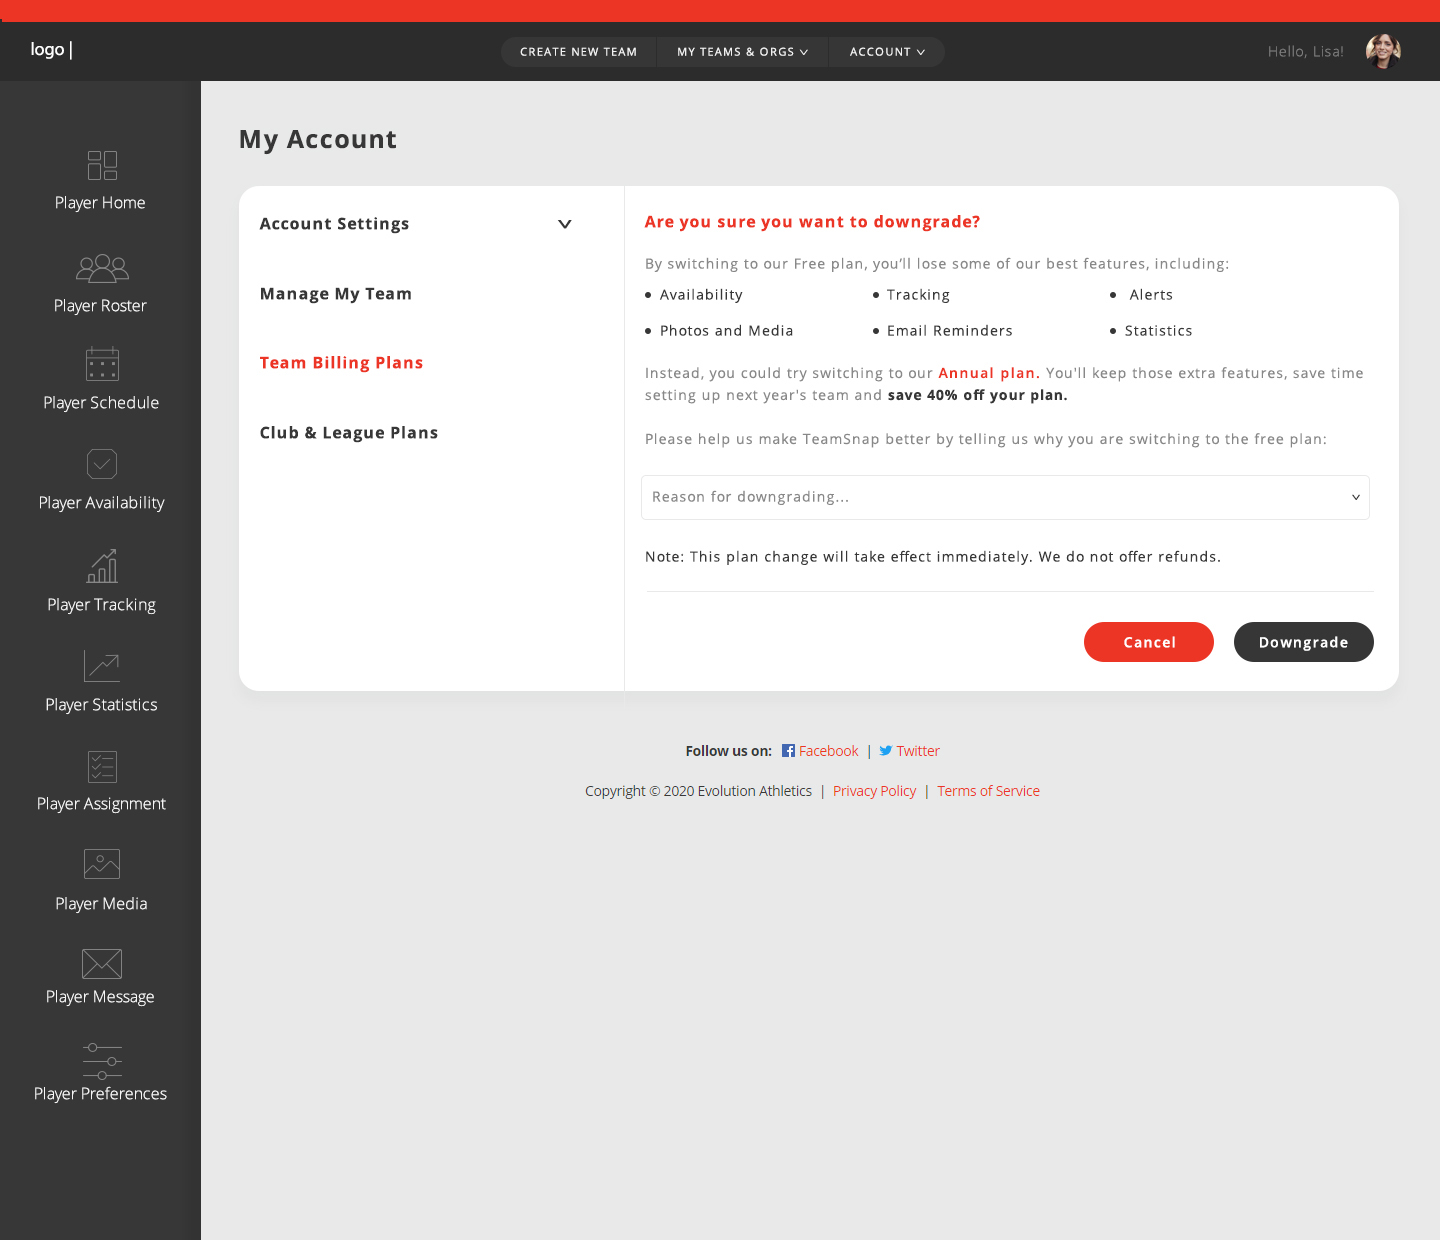 logo |
CREATE NEW TEAM
MY TEAMS & ORGS
ACCOUNT
Hello, Lisa!
Player Home
Player Roster
Player Schedule
Player Availability
Player Tracking
Player Statistics
Player Assignment
Player Media
Player Message
Player Preferences
My Account
Account Settings
Manage My Team
Team Billing Plans
Club & League Plans
Are you sure you want to downgrade?
By switching to our Free plan, you’ll lose some of our best features, including:
• Availability
• Tracking
• Alerts
• Photos and Media
• Email Reminders
• Statistics
Instead, you could try switching to our Annual plan. You'll keep those extra features, save time
setting up next year's team and save 40% off your plan.
Please help us make TeamSnap better by telling us why you are switching to the free plan:
Reason for downgrading...
Note: This plan change will take effect immediately. We do not offer refunds.
Cancel
Downgrade
Follow us on: Facebook | Twitter
Copyright © 2020 Evolution Athletics | Privacy Policy | Terms of Service